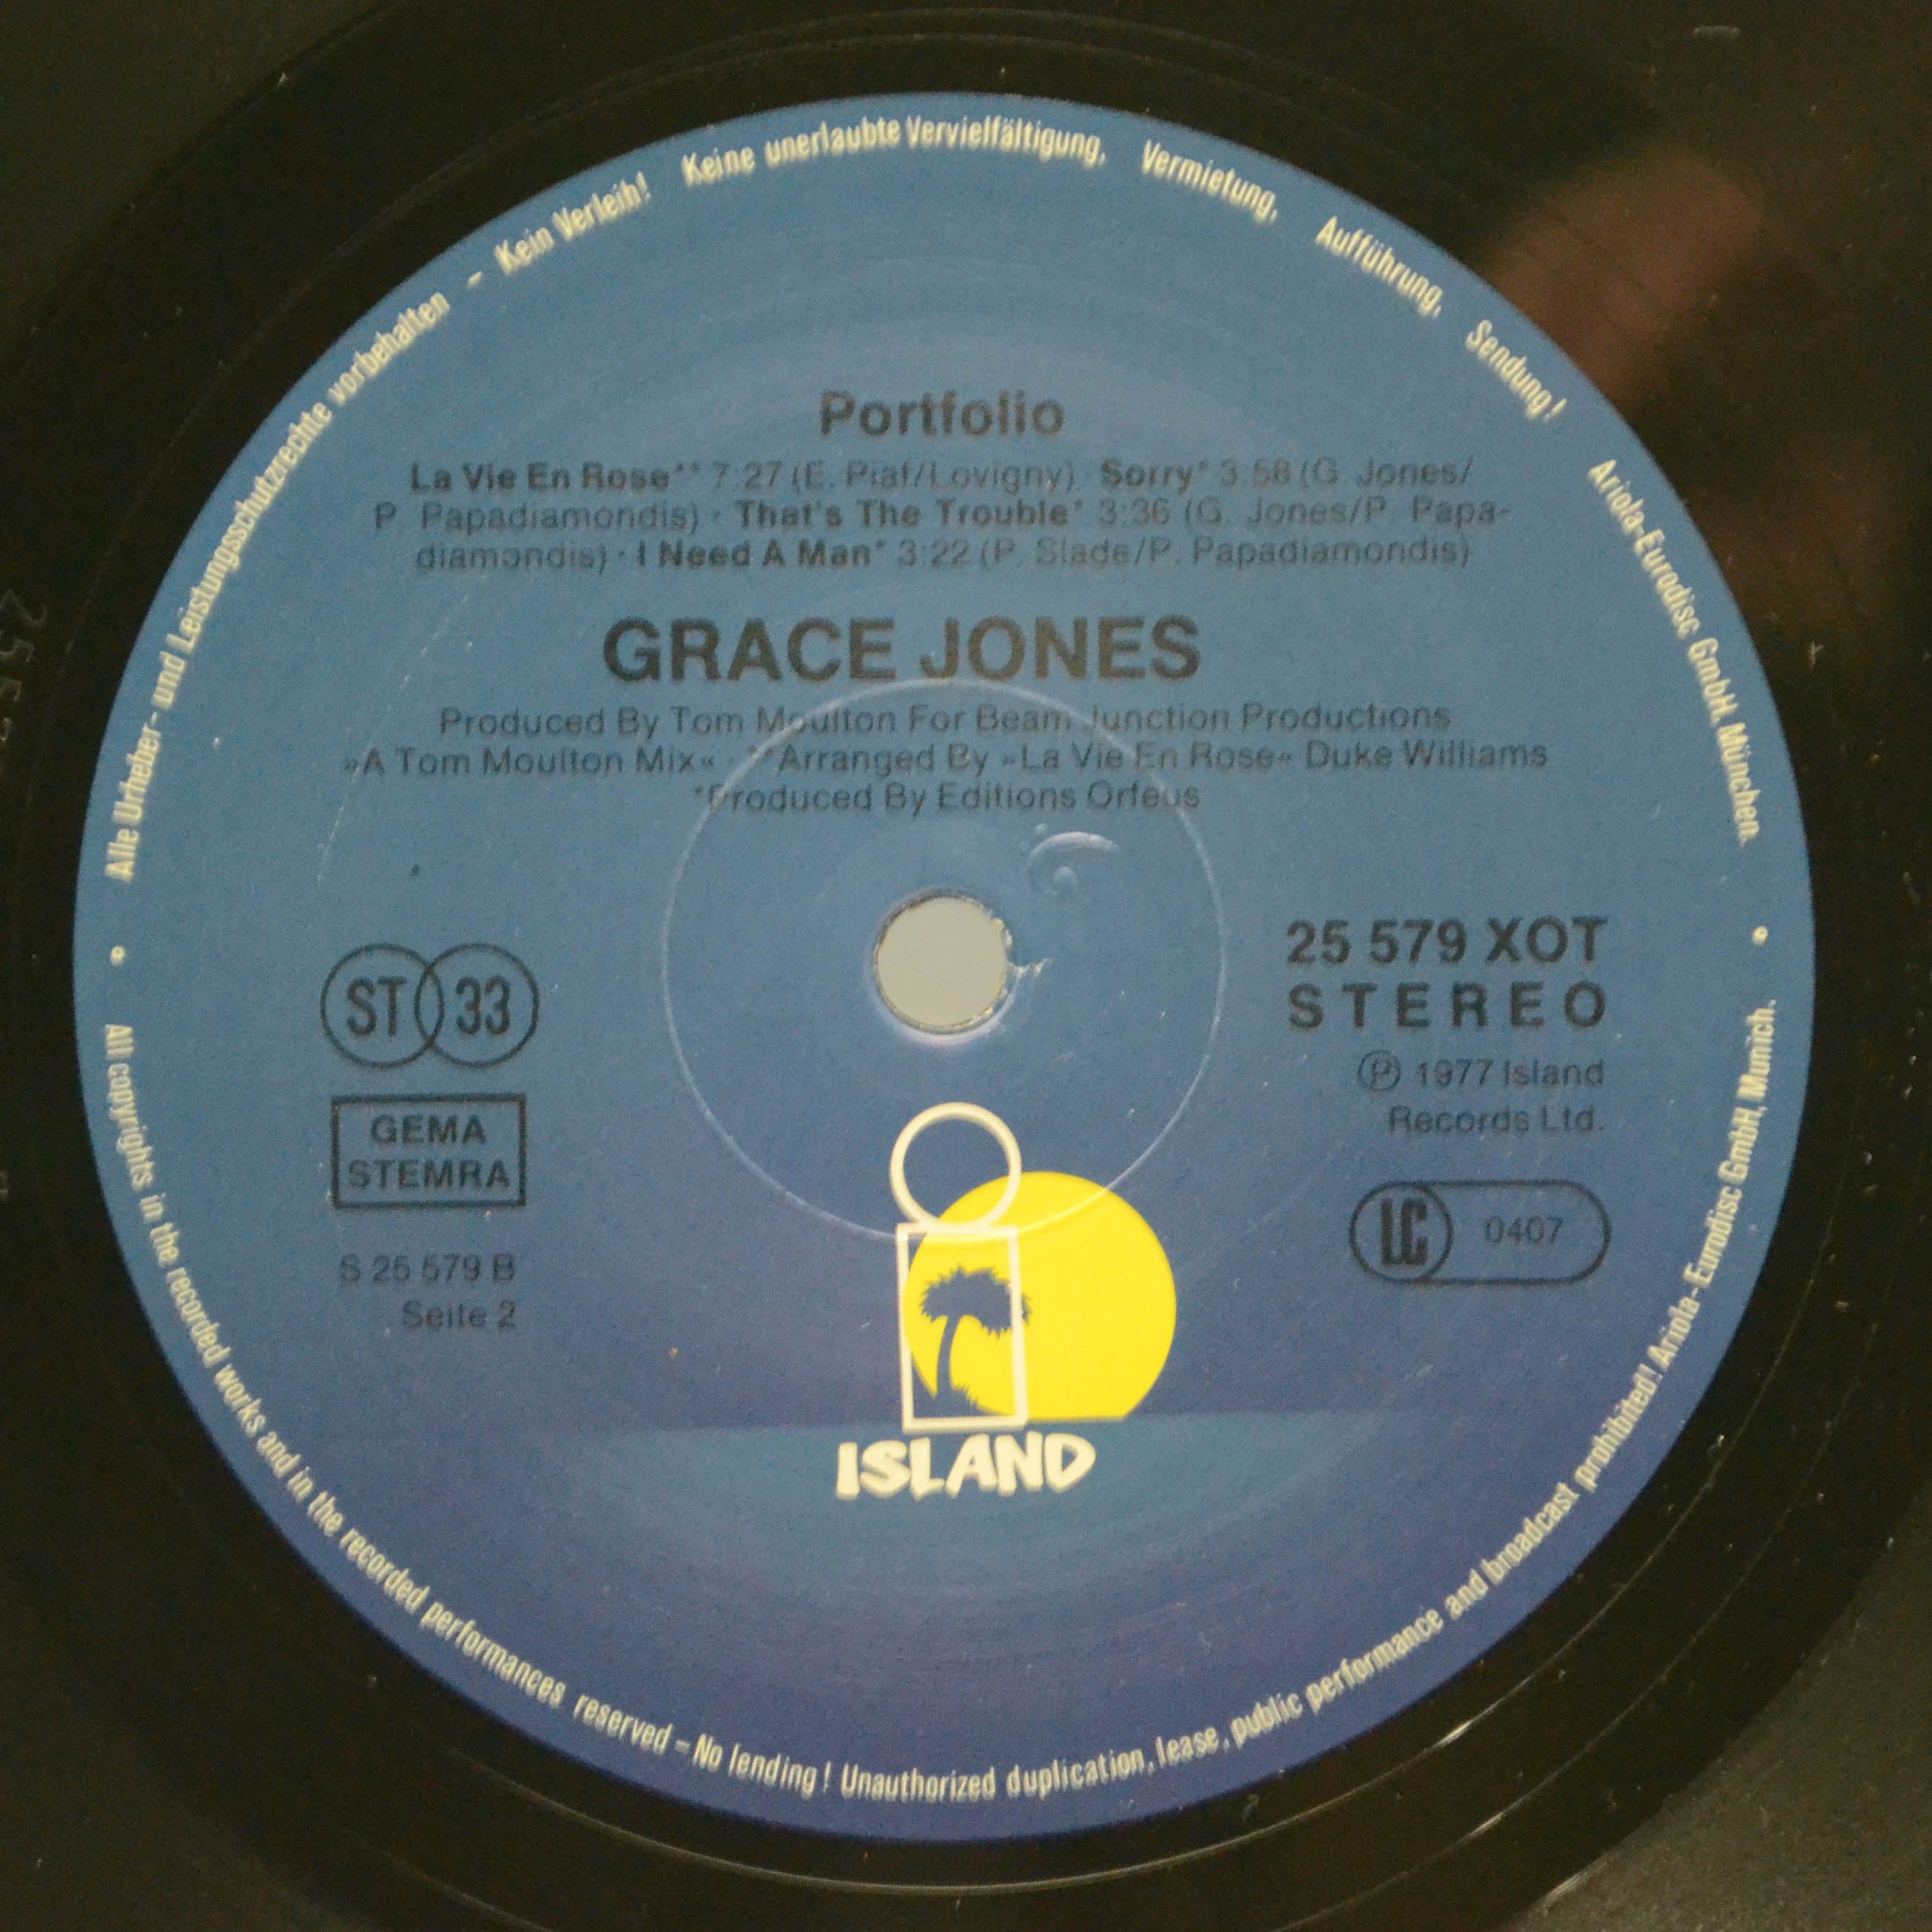 Alle Urheber- und Leistungsschutzrechte vorbehalten – Kein Verleih! Keine unerlaubte Vervielfältigung, Vermietung, Aufführung, Sendung! Ariola-Eurodisc GmbH, München.
Portfolio
La Vie En Rose** 7:27 (E. Piaf/Lovigny) · Sorry* 3:58 (G. Jones/
P. Papadiamondis) · That's The Trouble* 3:36 (G. Jones/P. Papa-
diamondis) · I Need A Man* 3:22 (P. Slade/P. Papadiamondis)
GRACE JONES
Produced By Tom Moulton For Beam Junction Productions
»A Tom Moulton Mix« · **Arranged By »La Vie En Rose« Duke Williams
*Produced By Editions Orfeus
ST 33
GEMA
STEMRA
S 25 579 B
Seite 2
25 579 XOT
STEREO
Ⓟ 1977 Island
Records Ltd.
LC 0407
ISLAND
All copyrights in the recorded works and in the recorded performances reserved – No lending! Unauthorized duplication, lease, public performance and broadcast prohibited! Ariola-Eurodisc GmbH, Munich.